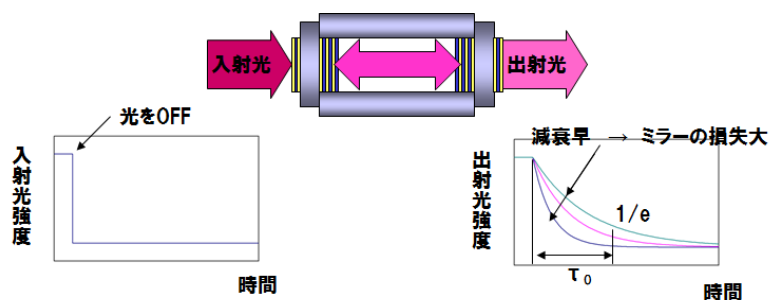 入射光
出射光
光をOFF
入射光強度
時間
減衰早 → ミラーの損失大
出射光強度
1/e
τ₀
時間